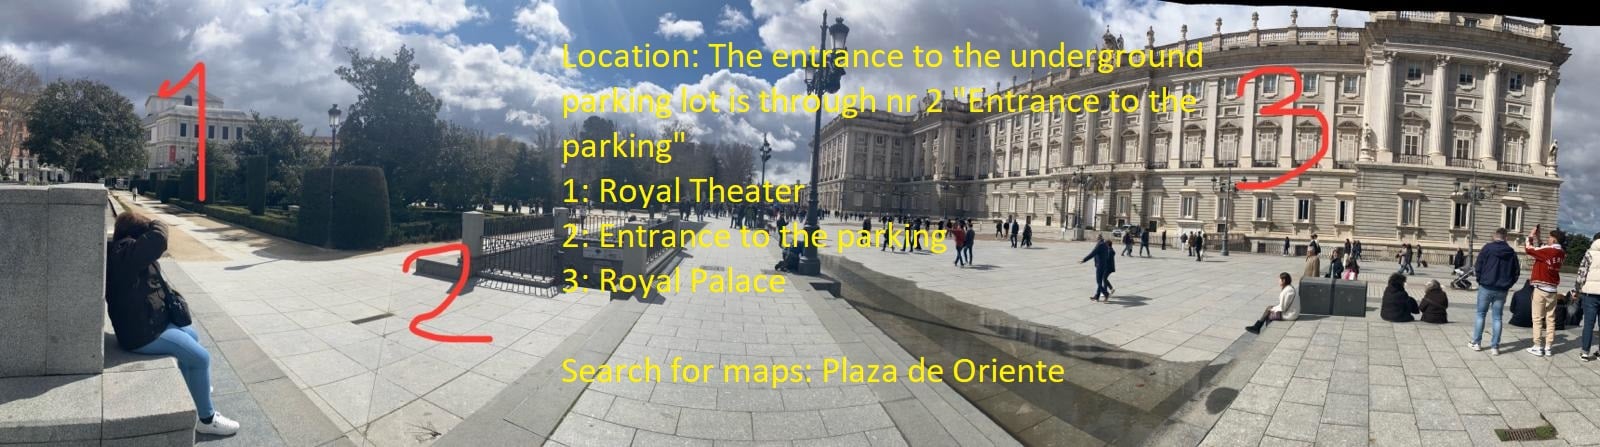 Location: The entrance to the underground
parking lot is through nr 2 "Entrance to the
parking"
1: Royal Theater
2: Entrance to the parking
3: Royal Palace
Search for maps: Plaza de Oriente
1
2
3